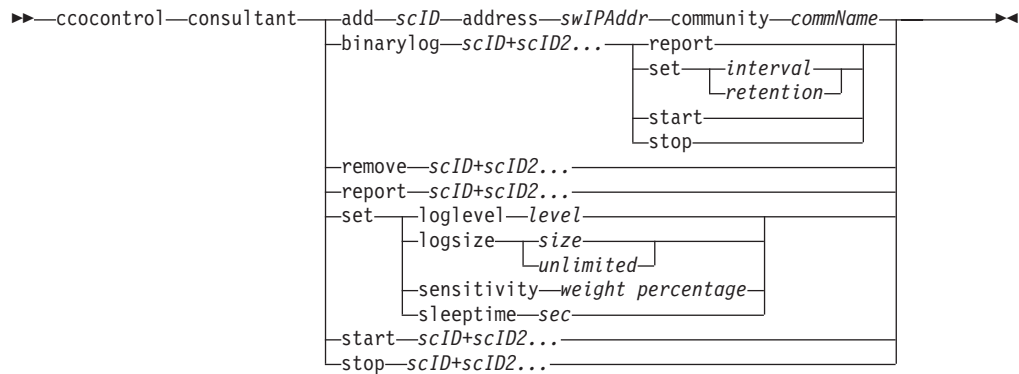 ccocontrol consultant add scID address swIPAddr community commName
binarylog scID+scID2... report
set interval
retention
start
stop
remove scID+scID2...
report scID+scID2...
set loglevel level
logsize size
unlimited
sensitivity weight percentage
sleeptime sec
start scID+scID2...
stop scID+scID2...